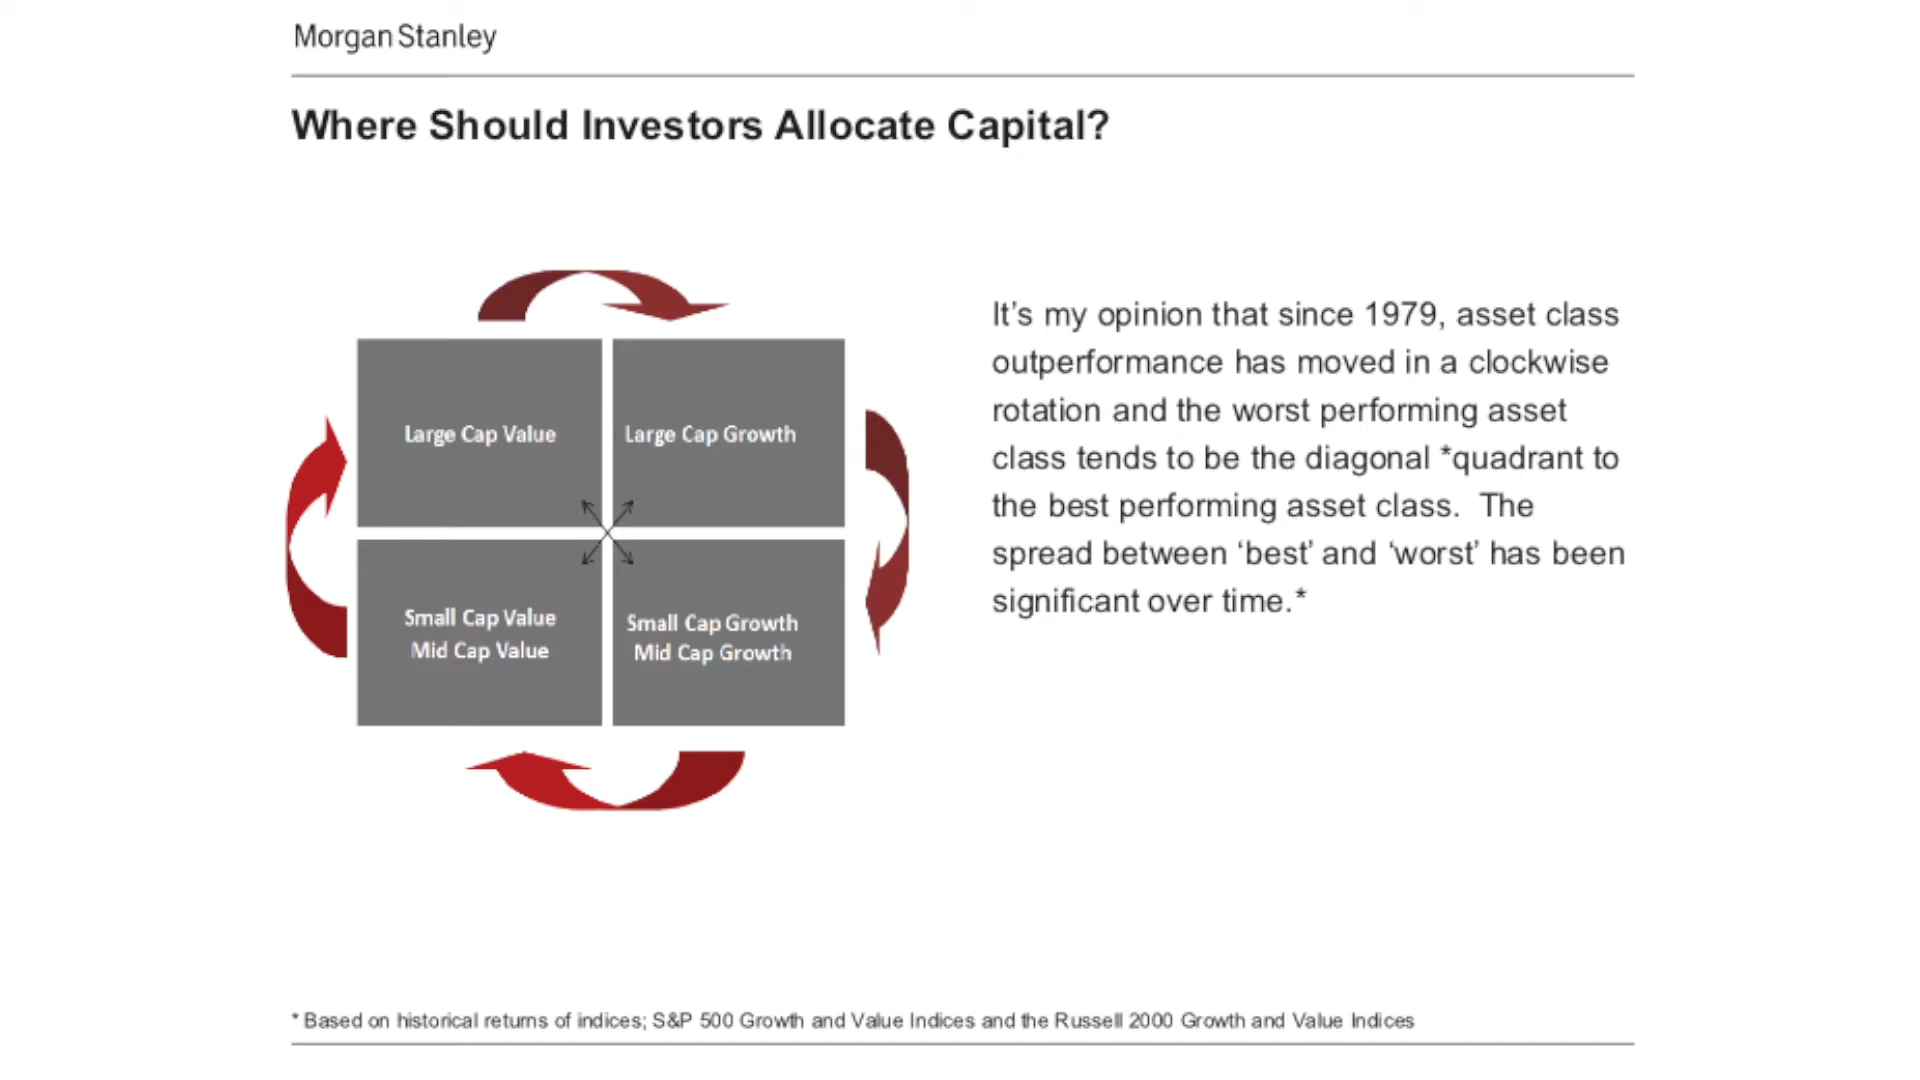 Morgan Stanley
Where Should Investors Allocate Capital?
Large Cap Value
Large Cap Growth
Small Cap Value
Mid Cap Value
Small Cap Growth
Mid Cap Growth
It’s my opinion that since 1979, asset class
outperformance has moved in a clockwise
rotation and the worst performing asset
class tends to be the diagonal *quadrant to
the best performing asset class.  The
spread between ‘best’ and ‘worst’ has been
significant over time.*
* Based on historical returns of indices; S&P 500 Growth and Value Indices and the Russell 2000 Growth and Value Indices